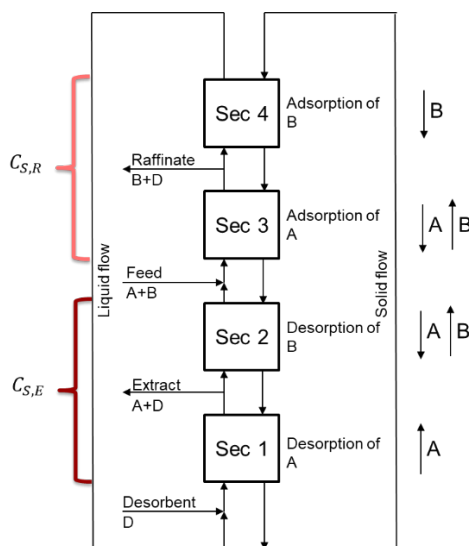 Sec 4
Adsorption of
B
B
Raffinate
B+D
C_{S,R}
Sec 3
Adsorption of
A
A
B
Liquid flow
Solid flow
Feed
A+B
Sec 2
Desorption of
B
A
B
C_{S,E}
Extract
A+D
Sec 1
Desorption of
A
A
Desorbent
D